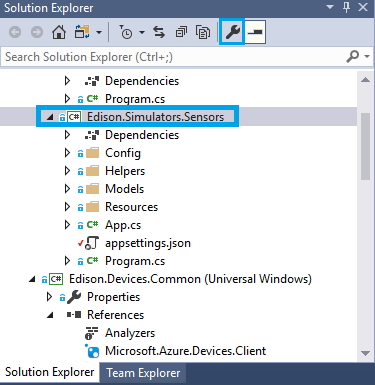 Solution Explorer
Search Solution Explorer (Ctrl+;)
Dependencies
C# Program.cs
C# Edison.Simulators.Sensors
Dependencies
Config
Helpers
Models
Resources
C# App.cs
appsettings.json
C# Program.cs
C# Edison.Devices.Common (Universal Windows)
Properties
References
Analyzers
Microsoft.Azure.Devices.Client
Solution Explorer Team Explorer